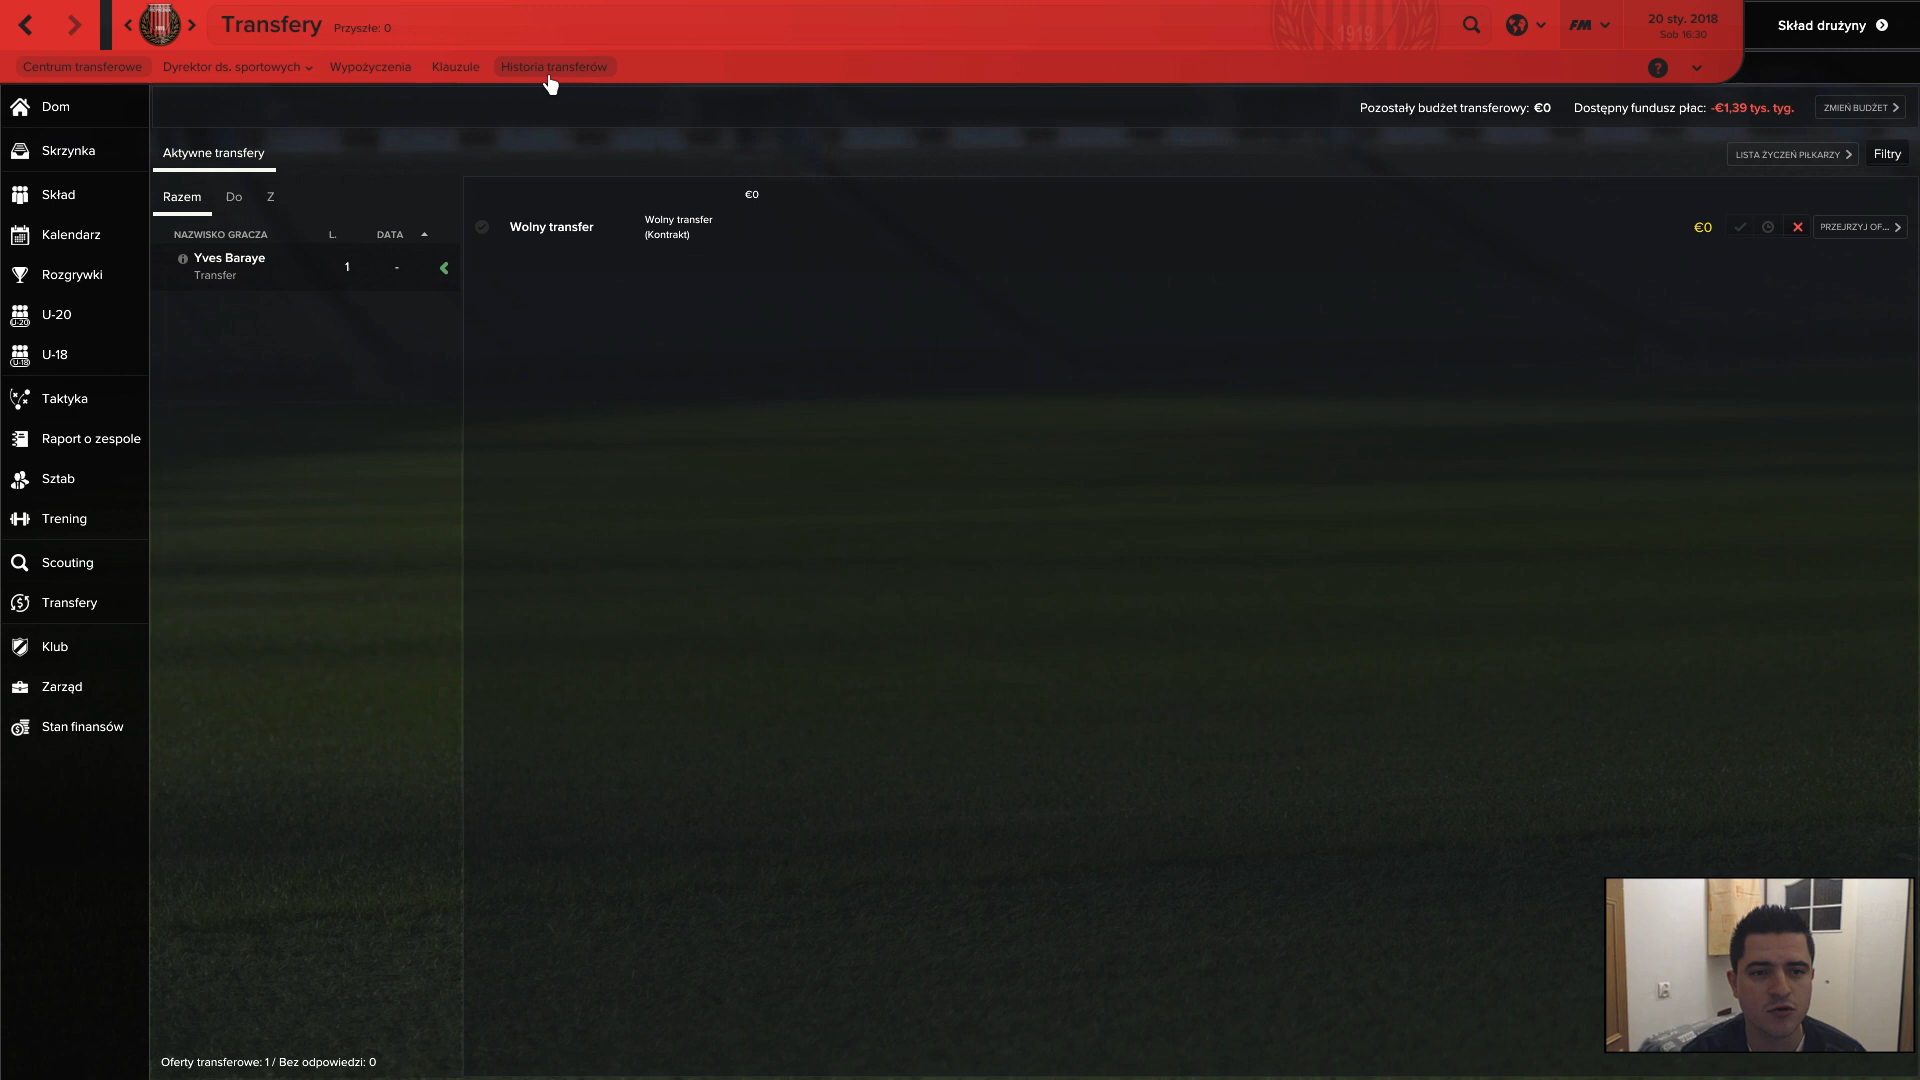 Transfery Przyszłe: 0
1919
FM
20 sty. 2018
Sob 16:30
Skład drużyny
Centrum transferowe Dyrektor ds. sportowych Wypożyczenia Klauzule Historia transferów
?
Dom
Pozostały budżet transferowy: €0 Dostępny fundusz płac: -€1,39 tys. tyg. ZMIEŃ BUDŻET
Skrzynka
Aktywne transfery
LISTA ŻYCZEŃ PIŁKARZY Filtry
Skład
Razem Do Z
€0
Kalendarz
NAZWISKO GRACZA L. DATA
Wolny transfer
Wolny transfer
(Kontrakt)
€0
PRZEJRZYJ OF...
Yves Baraye
Transfer
1 -
Rozgrywki
U-20
U-20
U-18
U-18
Taktyka
Raport o zespole
Sztab
Trening
Scouting
Transfery
Klub
Zarząd
Stan finansów
Oferty transferowe: 1 / Bez odpowiedzi: 0